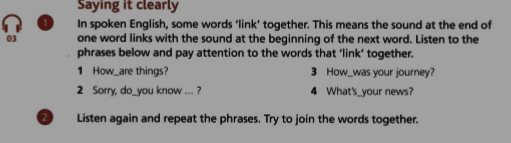 Saying it clearly
03
1 In spoken English, some words ‘link’ together. This means the sound at the end of
one word links with the sound at the beginning of the next word. Listen to the
phrases below and pay attention to the words that ‘link’ together.
1 How_are things?
2 Sorry, do_you know ... ?
3 How_was your journey?
4 What's_your news?
2 Listen again and repeat the phrases. Try to join the words together.